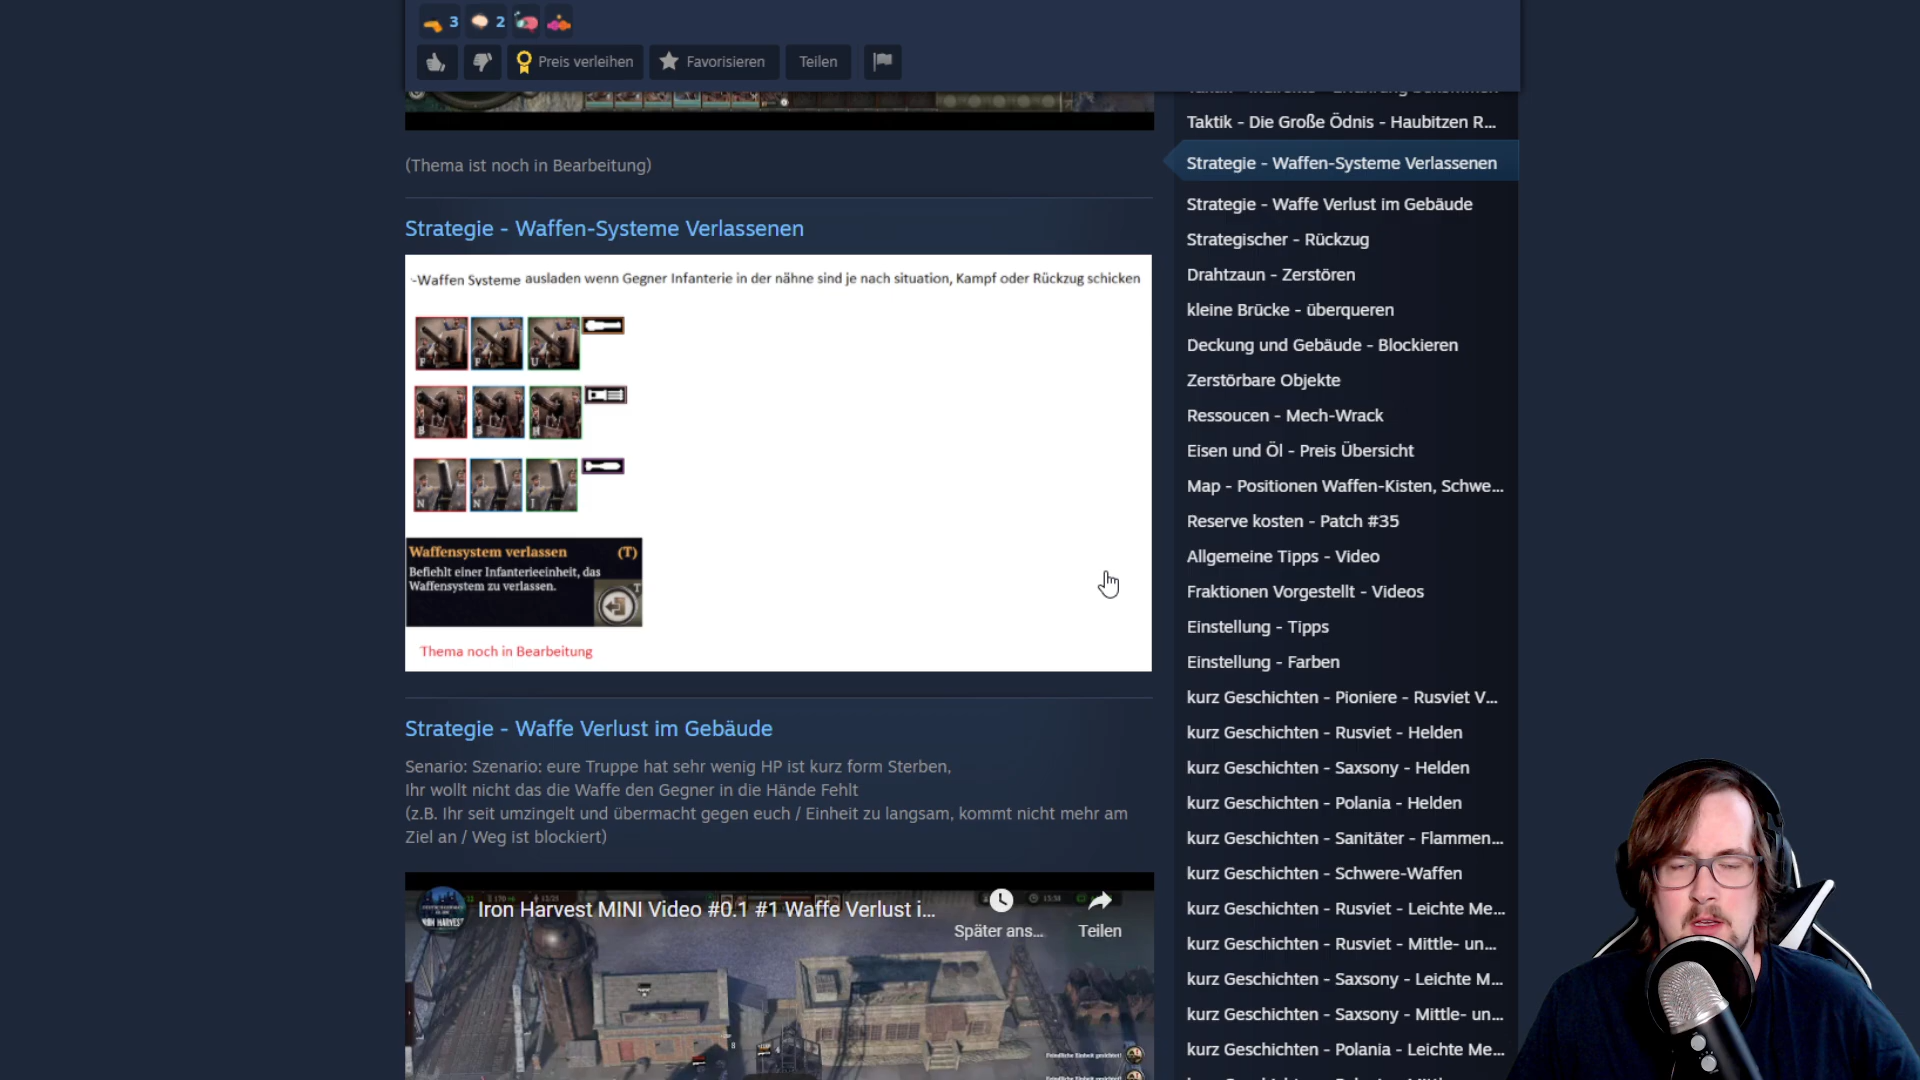 3
2
Preis verleihen
Favorisieren
Teilen
(Thema ist noch in Bearbeitung)
Strategie - Waffen-Systeme Verlassenen
-Waffen Systeme ausladen wenn Gegner Infanterie in der nähne sind je nach situation, Kampf oder Rückzug schicken
F
F
U
B
B
H
N
N
I
Waffensystem verlassen (T)
Befiehlt einer Infanterieeinheit, das
Waffensystem zu verlassen.
T
Thema noch in Bearbeitung
Strategie - Waffe Verlust im Gebäude
Senario: Szenario: eure Truppe hat sehr wenig HP ist kurz form Sterben,
Ihr wollt nicht das die Waffe den Gegner in die Hände Fehlt
(z.B. Ihr seit umzingelt und übermacht gegen euch / Einheit zu langsam, kommt nicht mehr am
Ziel an / Weg ist blockiert)
IRON HARVEST
Iron Harvest MINI Video #0.1 #1 Waffe Verlust i...
Später ans...
Teilen
Taktik - Die Große Ödnis - Haubitzen R...
Strategie - Waffen-Systeme Verlassenen
Strategie - Waffe Verlust im Gebäude
Strategischer - Rückzug
Drahtzaun - Zerstören
kleine Brücke - überqueren
Deckung und Gebäude - Blockieren
Zerstörbare Objekte
Ressoucen - Mech-Wrack
Eisen und Öl - Preis Übersicht
Map - Positionen Waffen-Kisten, Schwe...
Reserve kosten - Patch #35
Allgemeine Tipps - Video
Fraktionen Vorgestellt - Videos
Einstellung - Tipps
Einstellung - Farben
kurz Geschichten - Pioniere - Rusviet V...
kurz Geschichten - Rusviet - Helden
kurz Geschichten - Saxsony - Helden
kurz Geschichten - Polania - Helden
kurz Geschichten - Sanitäter - Flammen...
kurz Geschichten - Schwere-Waffen
kurz Geschichten - Rusviet - Leichte Me...
kurz Geschichten - Rusviet - Mittle- un...
kurz Geschichten - Saxsony - Leichte M...
kurz Geschichten - Saxsony - Mittle- un...
kurz Geschichten - Polania - Leichte Me...